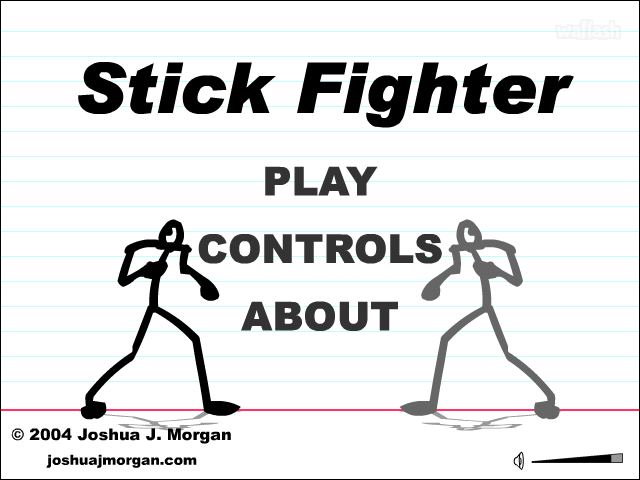 waflash
Stick Fighter
PLAY
CONTROLS
ABOUT
© 2004 Joshua J. Morgan
joshuajmorgan.com